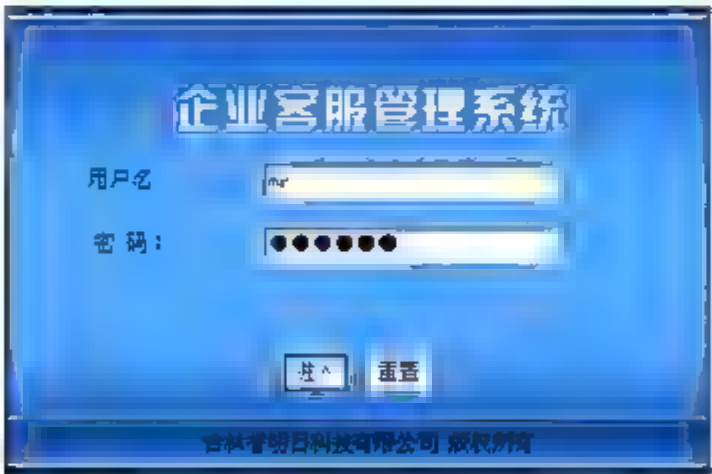 企业客服管理系统
用户名
mr
密 码：
●●●●●●
登入 重置
吉林省明日科技有限公司 版权所有